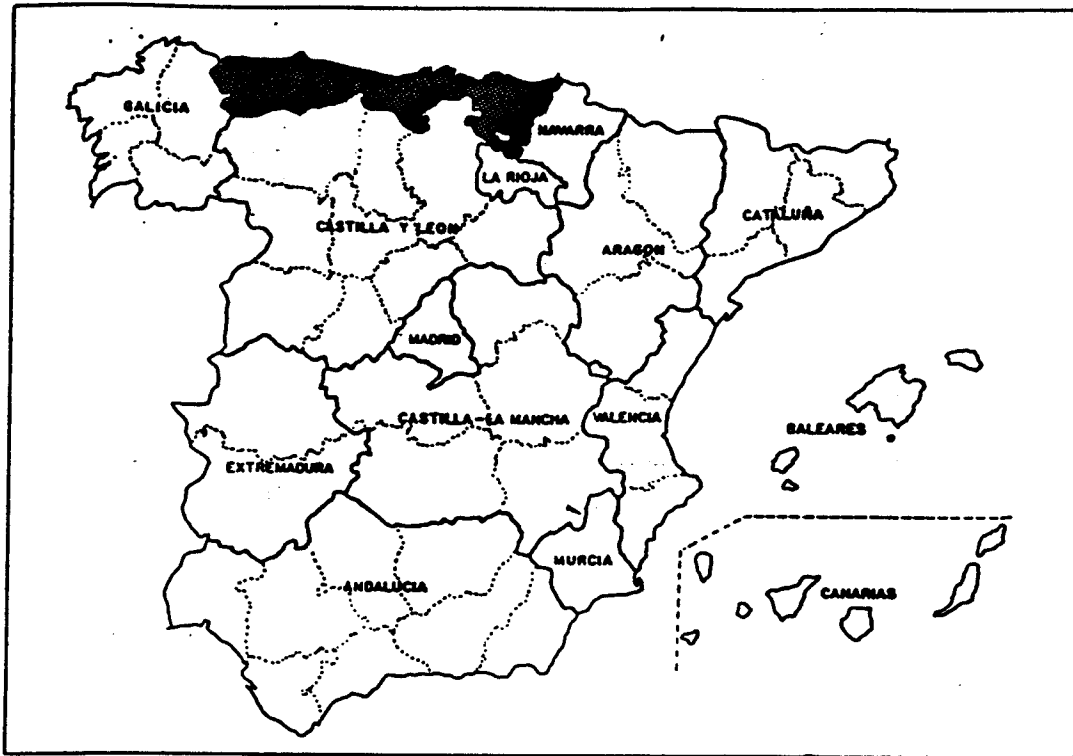 GALICIA
NAVARRA
LA RIOJA
CASTILLA Y LEON
CATALUÑA
ARAGON
MADRID
CASTILLA-LA MANCHA
VALENCIA
BALEARES
EXTREMADURA
MURCIA
ANDALUCIA
CANARIAS